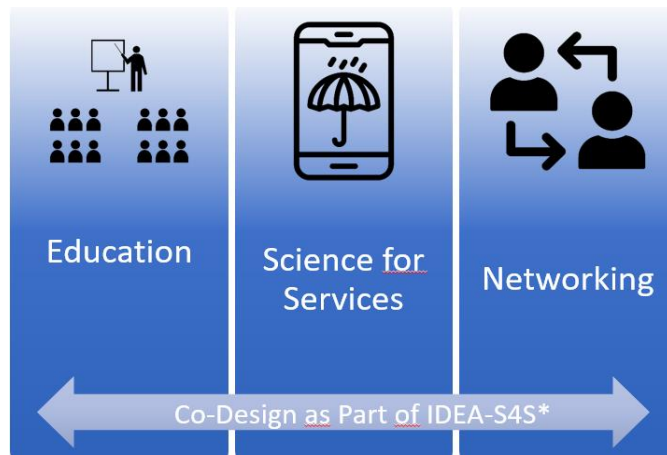 Education
Science for
Services
Networking
Co-Design as Part of IDEA-S4S*